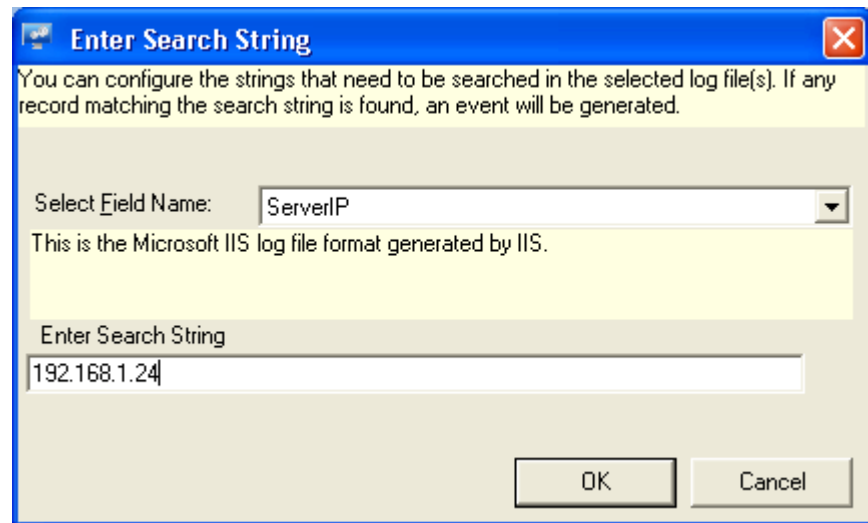 Enter Search String
You can configure the strings that need to be searched in the selected log file(s). If any
record matching the search string is found, an event will be generated.
Select Field Name: ServerIP
This is the Microsoft IIS log file format generated by IIS.
Enter Search String
192.168.1.24
OK Cancel